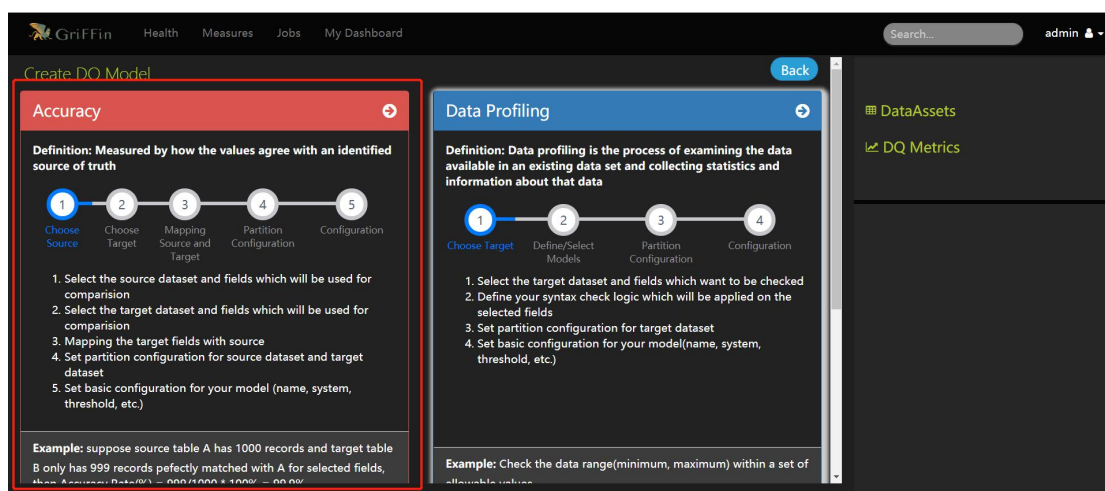 GriFFin Health Measures Jobs My Dashboard Search... admin
Create DQ Model
Back
Accuracy
Definition: Measured by how the values agree with an identified
source of truth
1 2 3 4 5
Choose
Source
Choose
Target
Mapping
Source and
Target
Partition
Configuration
Configuration
1. Select the source dataset and fields which will be used for
comparision
2. Select the target dataset and fields which will be used for
comparision
3. Mapping the target fields with source
4. Set partition configuration for source dataset and target
dataset
5. Set basic configuration for your model (name, system,
threshold, etc.)
Example: suppose source table A has 1000 records and target table
B only has 999 records pefectly matched with A for selected fields,
then Accuracy Rate(%) = 999/1000 * 100% = 99.9%
Data Profiling
Definition: Data profiling is the process of examining the data
available in an existing data set and collecting statistics and
information about that data
1 2 3 4
Choose Target
Define/Select
Models
Partition
Configuration
Configuration
1. Select the target dataset and fields which want to be checked
2. Define your syntax check logic which will be applied on the
selected fields
3. Set partition configuration for target dataset
4. Set basic configuration for your model(name, system,
threshold, etc.)
Example: Check the data range(minimum, maximum) within a set of
allowable values
DataAssets
DQ Metrics